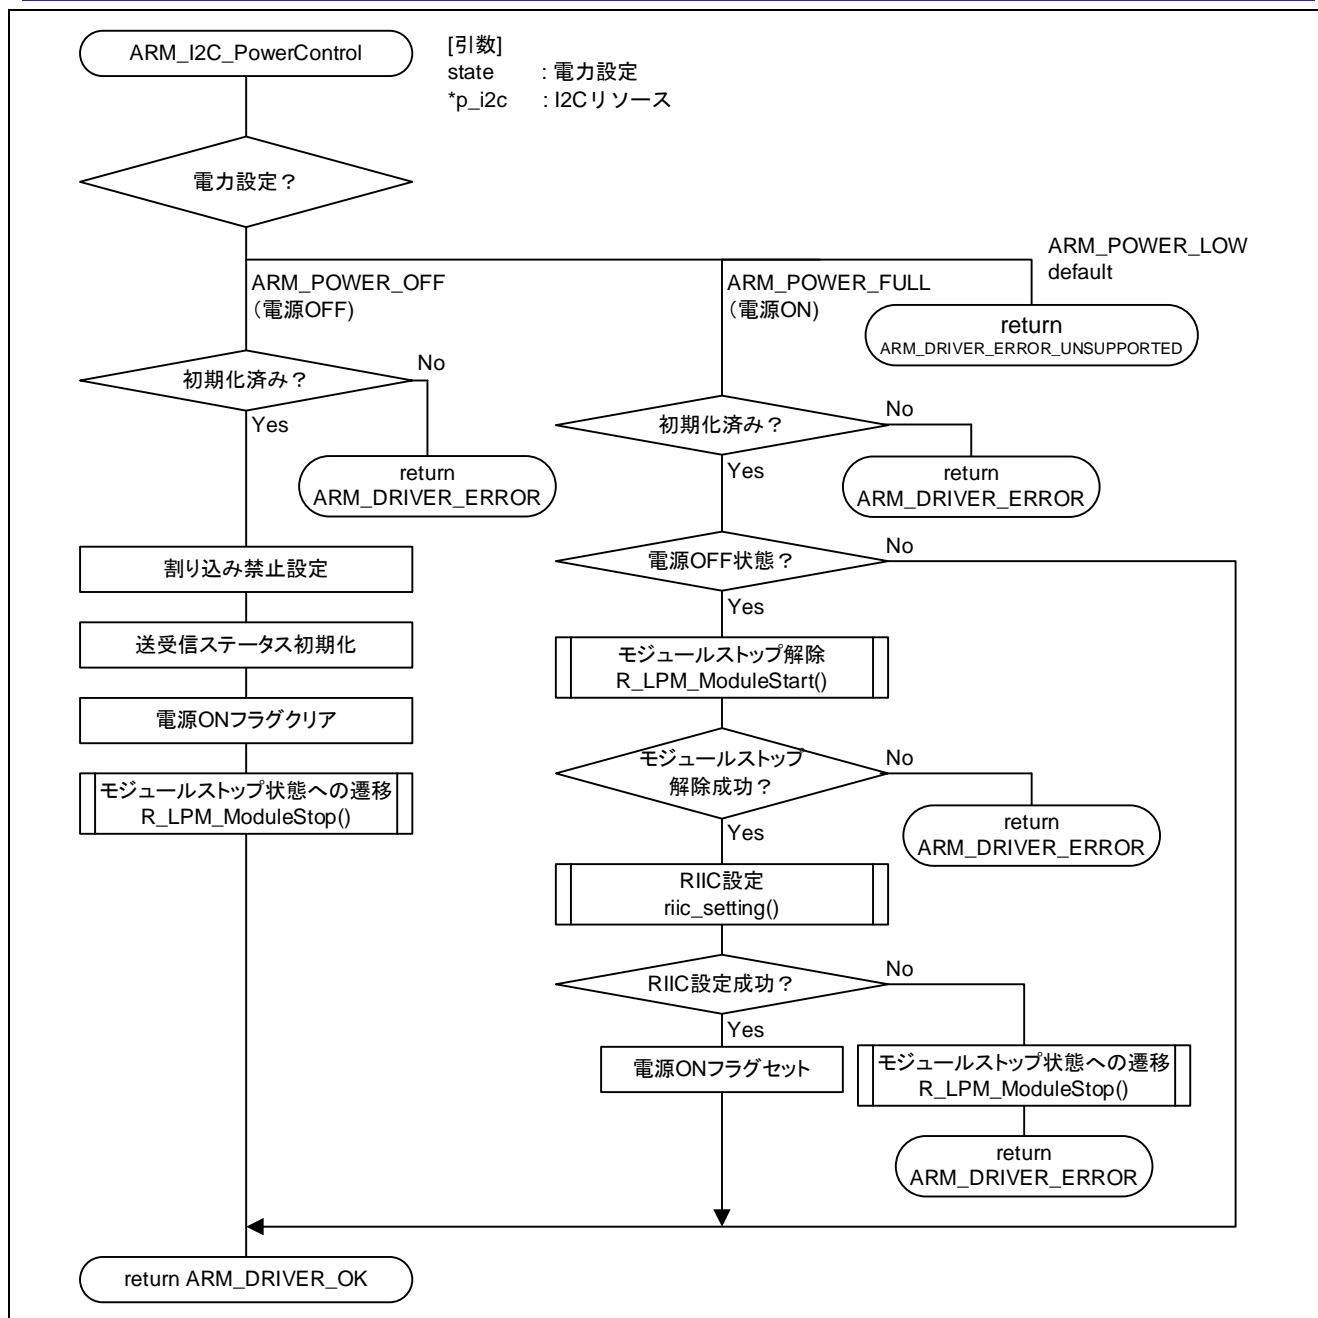 ARM_I2C_PowerControl
[引数]
state : 電力設定
*p_i2c : I2Cリソース
電力設定？
ARM_POWER_OFF
（電源OFF)
ARM_POWER_FULL
（電源ON)
ARM_POWER_LOW
default
return
ARM_DRIVER_ERROR_UNSUPPORTED
初期化済み？
No
Yes
return
ARM_DRIVER_ERROR
割り込み禁止設定
送受信ステータス初期化
電源ONフラグクリア
モジュールストップ状態への遷移
R_LPM_ModuleStop()
初期化済み？
No
Yes
return
ARM_DRIVER_ERROR
電源OFF状態？
No
Yes
モジュールストップ解除
R_LPM_ModuleStart()
モジュールストップ
解除成功？
No
Yes
return
ARM_DRIVER_ERROR
RIIC設定
riic_setting()
RIIC設定成功？
No
Yes
電源ONフラグセット
モジュールストップ状態への遷移
R_LPM_ModuleStop()
return
ARM_DRIVER_ERROR
return ARM_DRIVER_OK